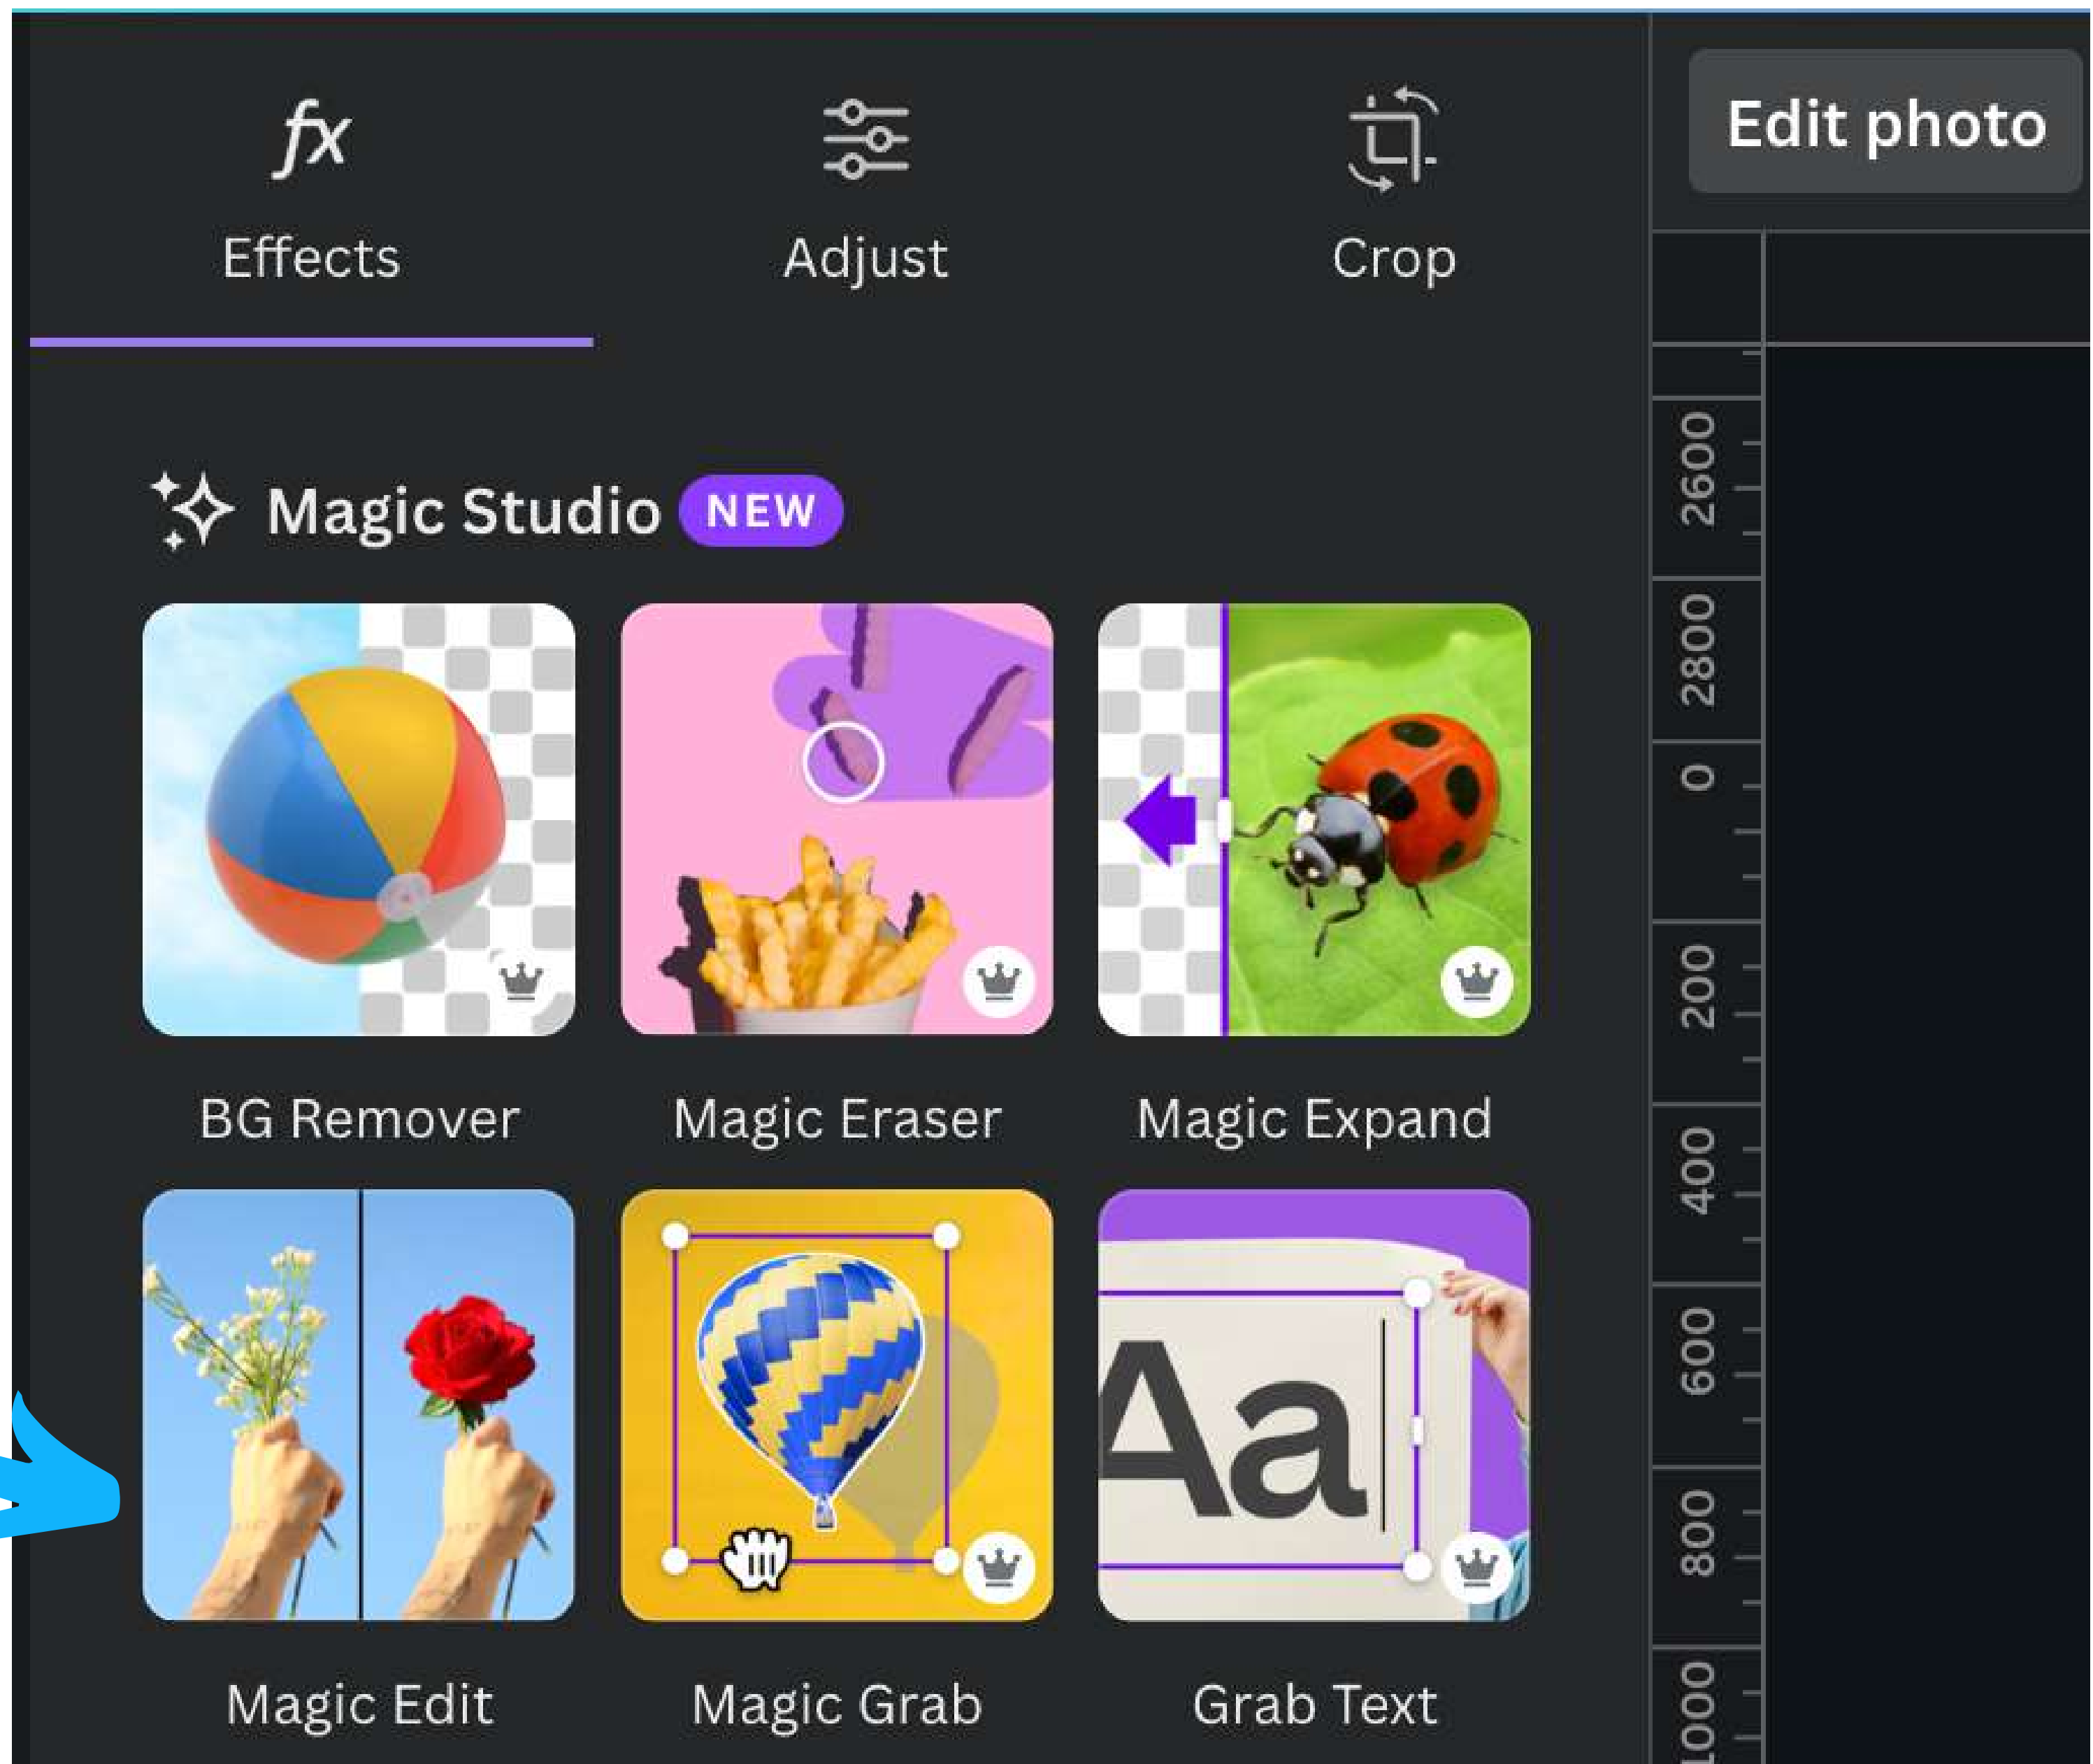 Edit photo
fx
Effects
Adjust
Crop
Magic Studio NEW
BG Remover
Magic Eraser
Magic Expand
Aa
Magic Edit
Magic Grab
Grab Text
2600
2800
0
200
400
600
800
1000